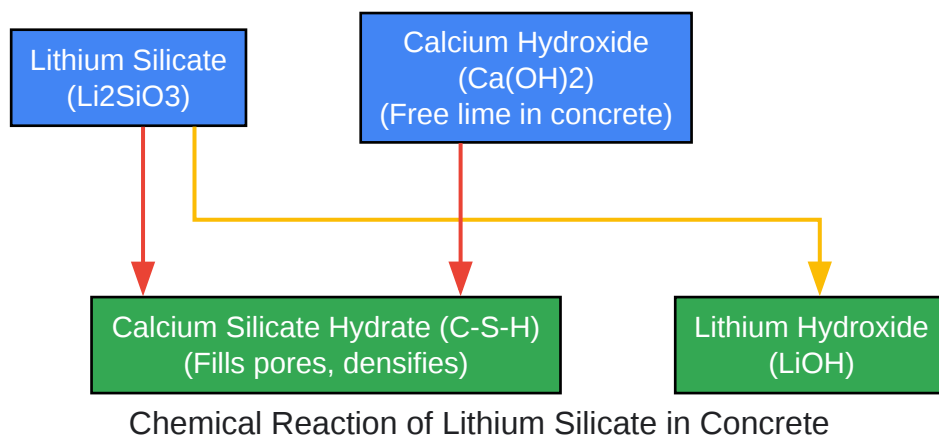 Lithium Silicate
(Li2SiO3)
Calcium Hydroxide
(Ca(OH)2)
(Free lime in concrete)
Calcium Silicate Hydrate (C-S-H)
(Fills pores, densifies)
Lithium Hydroxide
(LiOH)
Chemical Reaction of Lithium Silicate in Concrete